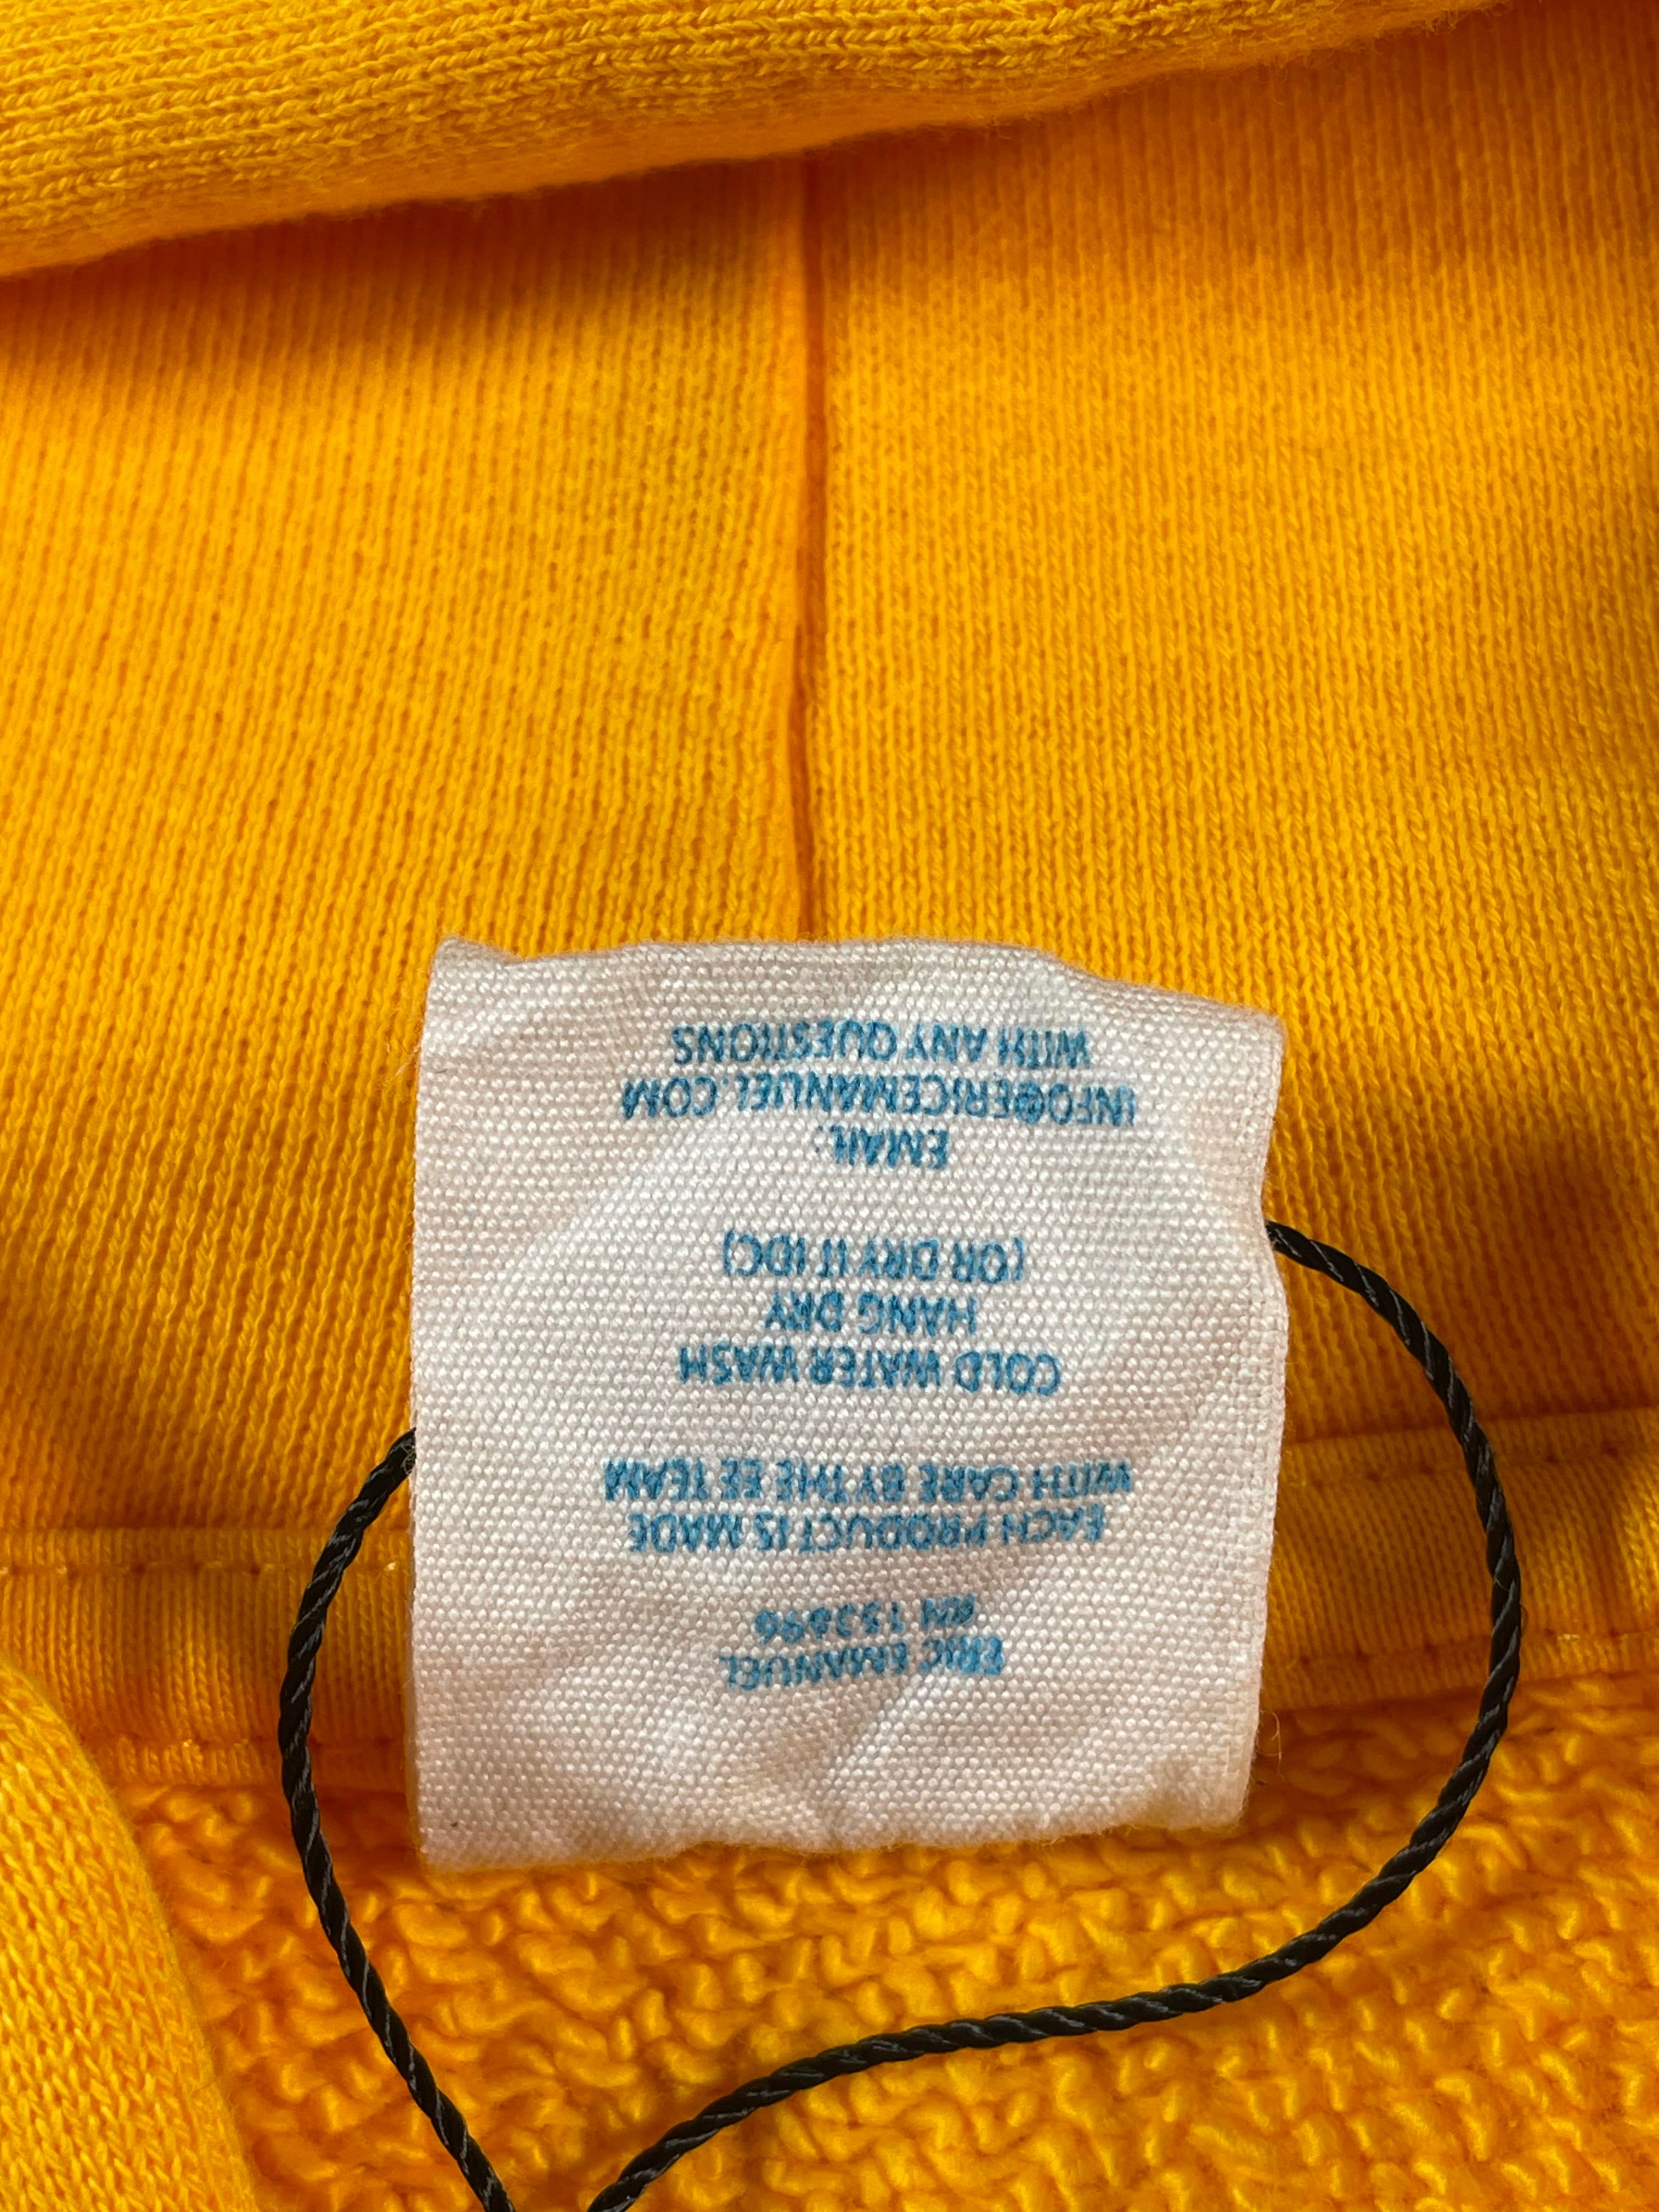 ERIC EMANUEL
RN 153696
EACH PRODUCT IS MADE
WITH CARE BY THE EE TEAM
COLD WATER WASH
HANG DRY
(OR DRY IT IDC)
EMAIL:
INFO@ERICEMANUEL.COM
WITH ANY QUESTIONS